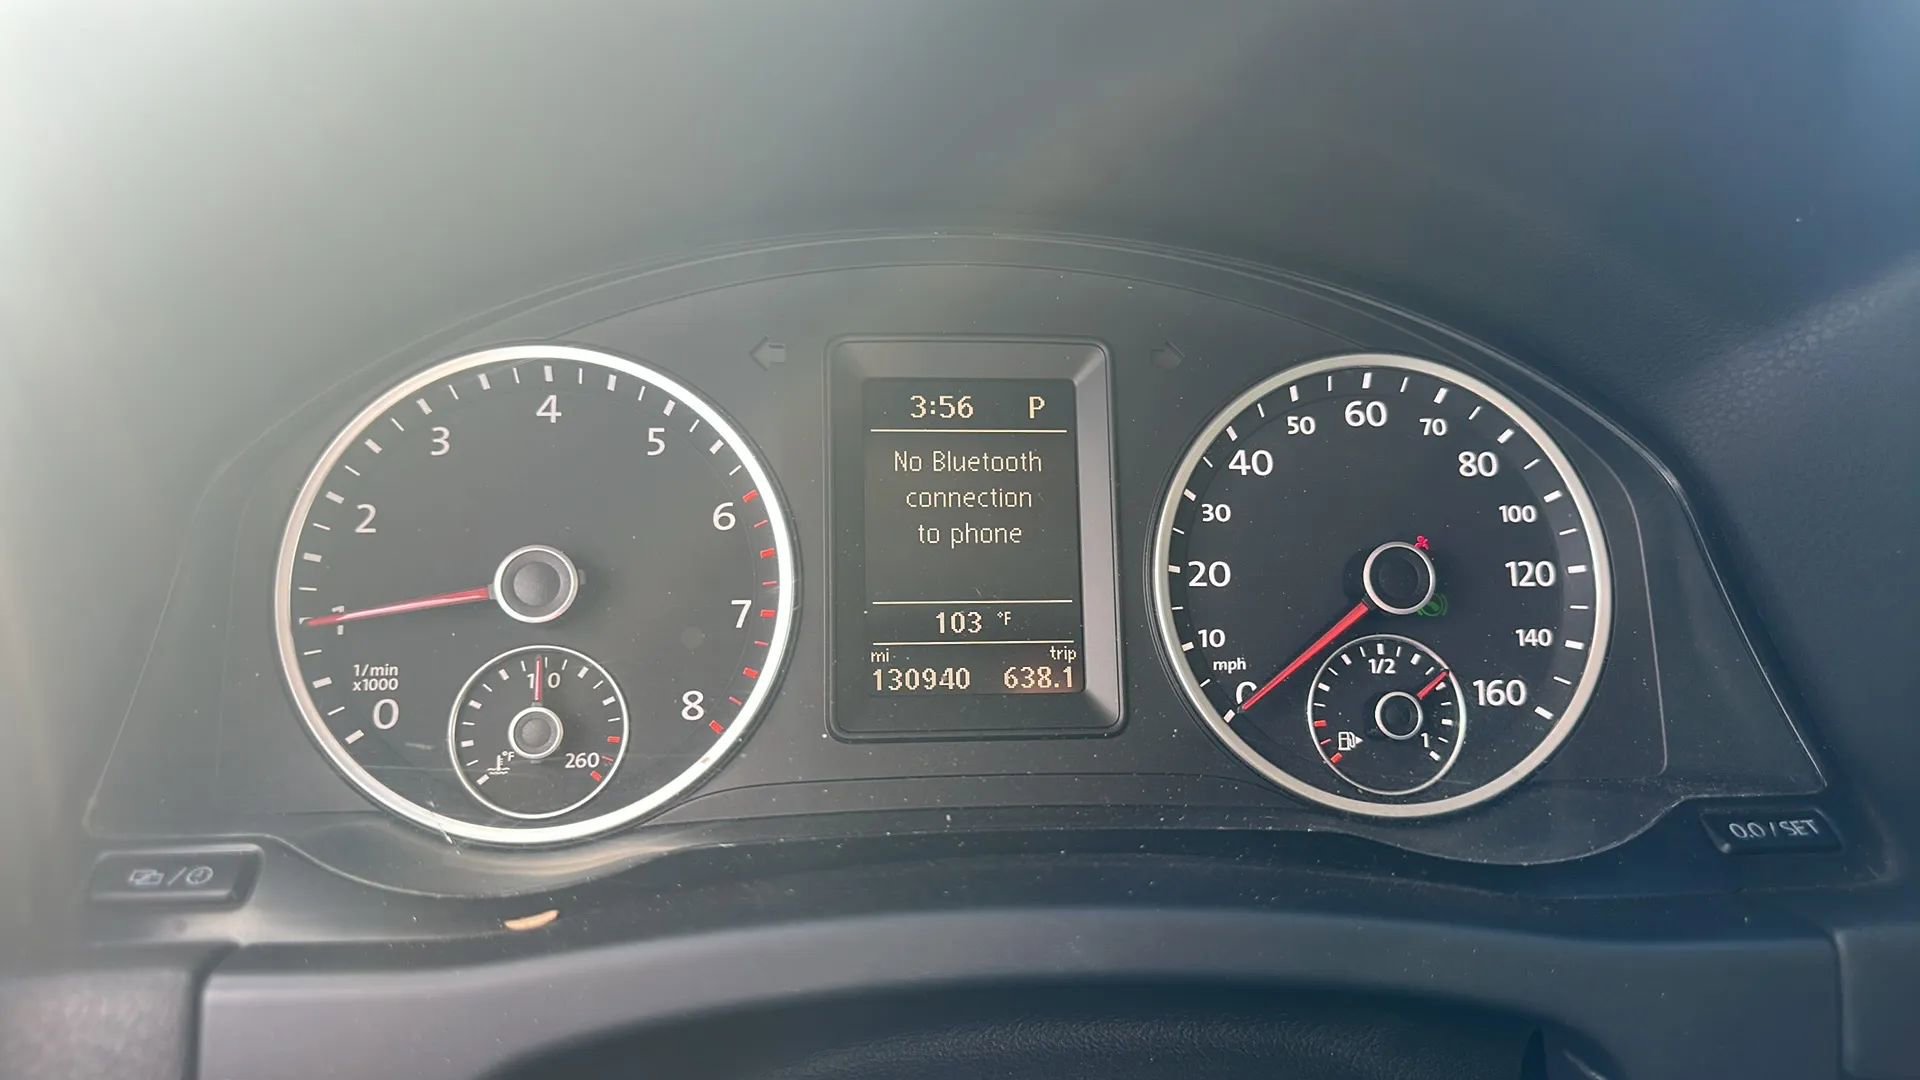 3:56 P
No Bluetooth
connection
to phone
103 °F
mi trip
130940 638.1
0
1
2
3
4
5
6
7
8
1/min
x1000
°F
260
0
10
20
30
40
50
60
70
80
100
120
140
160
mph
1/2
1
0.0/SET